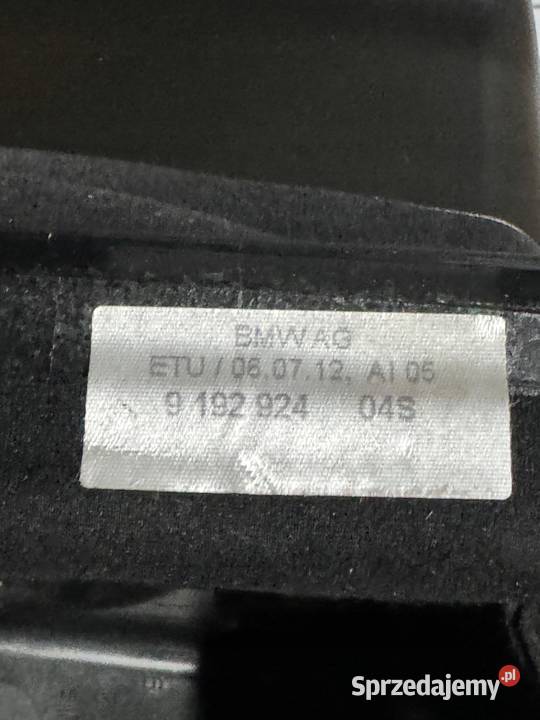 BMW AG
ETU / 06.07.12, AI 05
9 192 924 04S
Sprzedajemy.pl